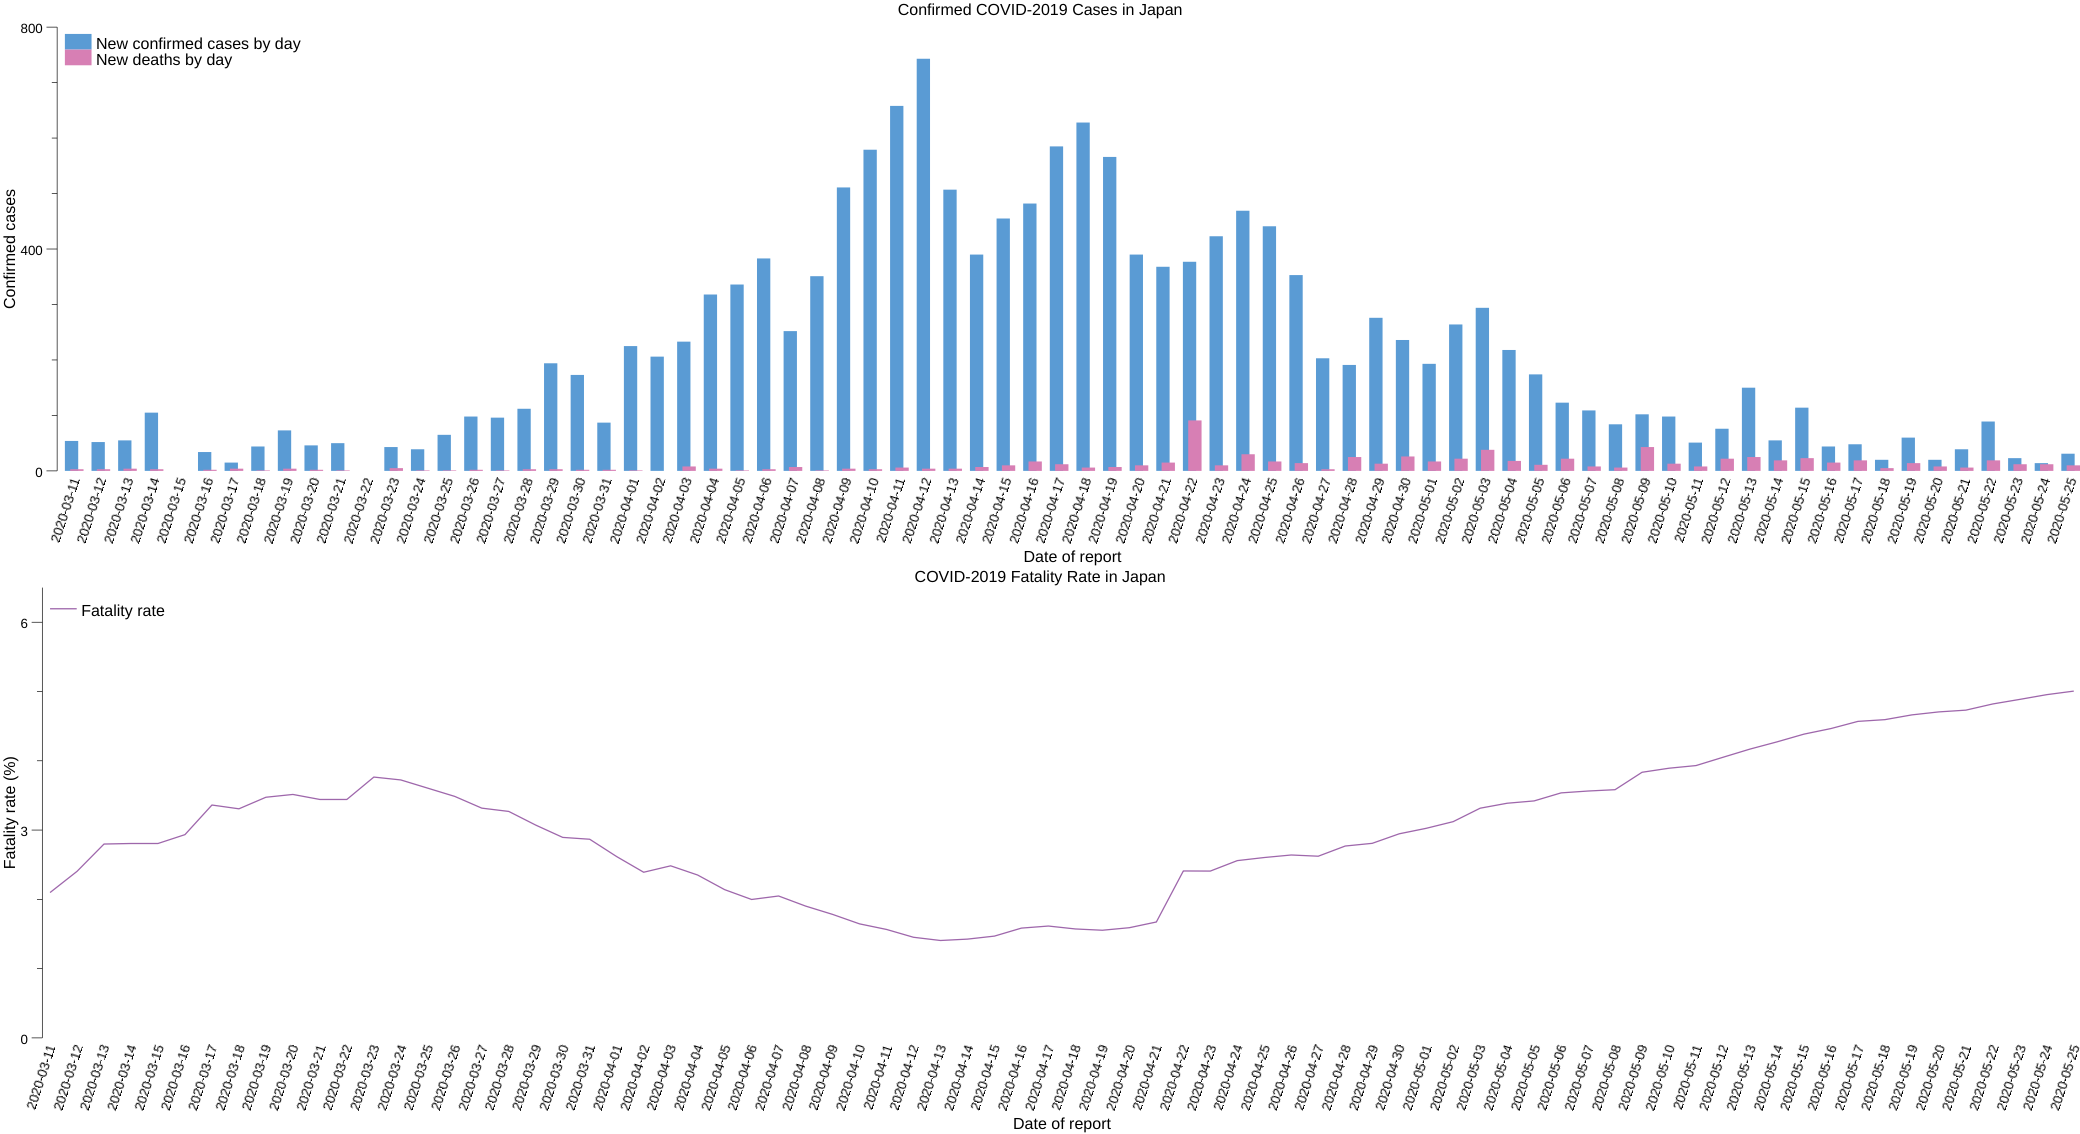 Confirmed COVID-2019 Cases in Japan
800
New confirmed cases by day
New deaths by day
Confirmed cases
400
0
2020-03-11 2020-03-12 2020-03-13 2020-03-14 2020-03-15 2020-03-16 2020-03-17 2020-03-18 2020-03-19 2020-03-20 2020-03-21 2020-03-22 2020-03-23 2020-03-24 2020-03-25 2020-03-26 2020-03-27 2020-03-28 2020-03-29 2020-03-30 2020-03-31 2020-04-01 2020-04-02 2020-04-03 2020-04-04 2020-04-05 2020-04-06 2020-04-07 2020-04-08 2020-04-09 2020-04-10 2020-04-11 2020-04-12 2020-04-13 2020-04-14 2020-04-15 2020-04-16 2020-04-17 2020-04-18 2020-04-19 2020-04-20 2020-04-21 2020-04-22 2020-04-23 2020-04-24 2020-04-25 2020-04-26 2020-04-27 2020-04-28 2020-04-29 2020-04-30 2020-05-01 2020-05-02 2020-05-03 2020-05-04 2020-05-05 2020-05-06 2020-05-07 2020-05-08 2020-05-09 2020-05-10 2020-05-11 2020-05-12 2020-05-13 2020-05-14 2020-05-15 2020-05-16 2020-05-17 2020-05-18 2020-05-19 2020-05-20 2020-05-21 2020-05-22 2020-05-23 2020-05-24 2020-05-25
Date of report
COVID-2019 Fatality Rate in Japan
Fatality rate
6
Fatality rate (%)
3
0
2020-03-11 2020-03-12 2020-03-13 2020-03-14 2020-03-15 2020-03-16 2020-03-17 2020-03-18 2020-03-19 2020-03-20 2020-03-21 2020-03-22 2020-03-23 2020-03-24 2020-03-25 2020-03-26 2020-03-27 2020-03-28 2020-03-29 2020-03-30 2020-03-31 2020-04-01 2020-04-02 2020-04-03 2020-04-04 2020-04-05 2020-04-06 2020-04-07 2020-04-08 2020-04-09 2020-04-10 2020-04-11 2020-04-12 2020-04-13 2020-04-14 2020-04-15 2020-04-16 2020-04-17 2020-04-18 2020-04-19 2020-04-20 2020-04-21 2020-04-22 2020-04-23 2020-04-24 2020-04-25 2020-04-26 2020-04-27 2020-04-28 2020-04-29 2020-04-30 2020-05-01 2020-05-02 2020-05-03 2020-05-04 2020-05-05 2020-05-06 2020-05-07 2020-05-08 2020-05-09 2020-05-10 2020-05-11 2020-05-12 2020-05-13 2020-05-14 2020-05-15 2020-05-16 2020-05-17 2020-05-18 2020-05-19 2020-05-20 2020-05-21 2020-05-22 2020-05-23 2020-05-24 2020-05-25
Date of report